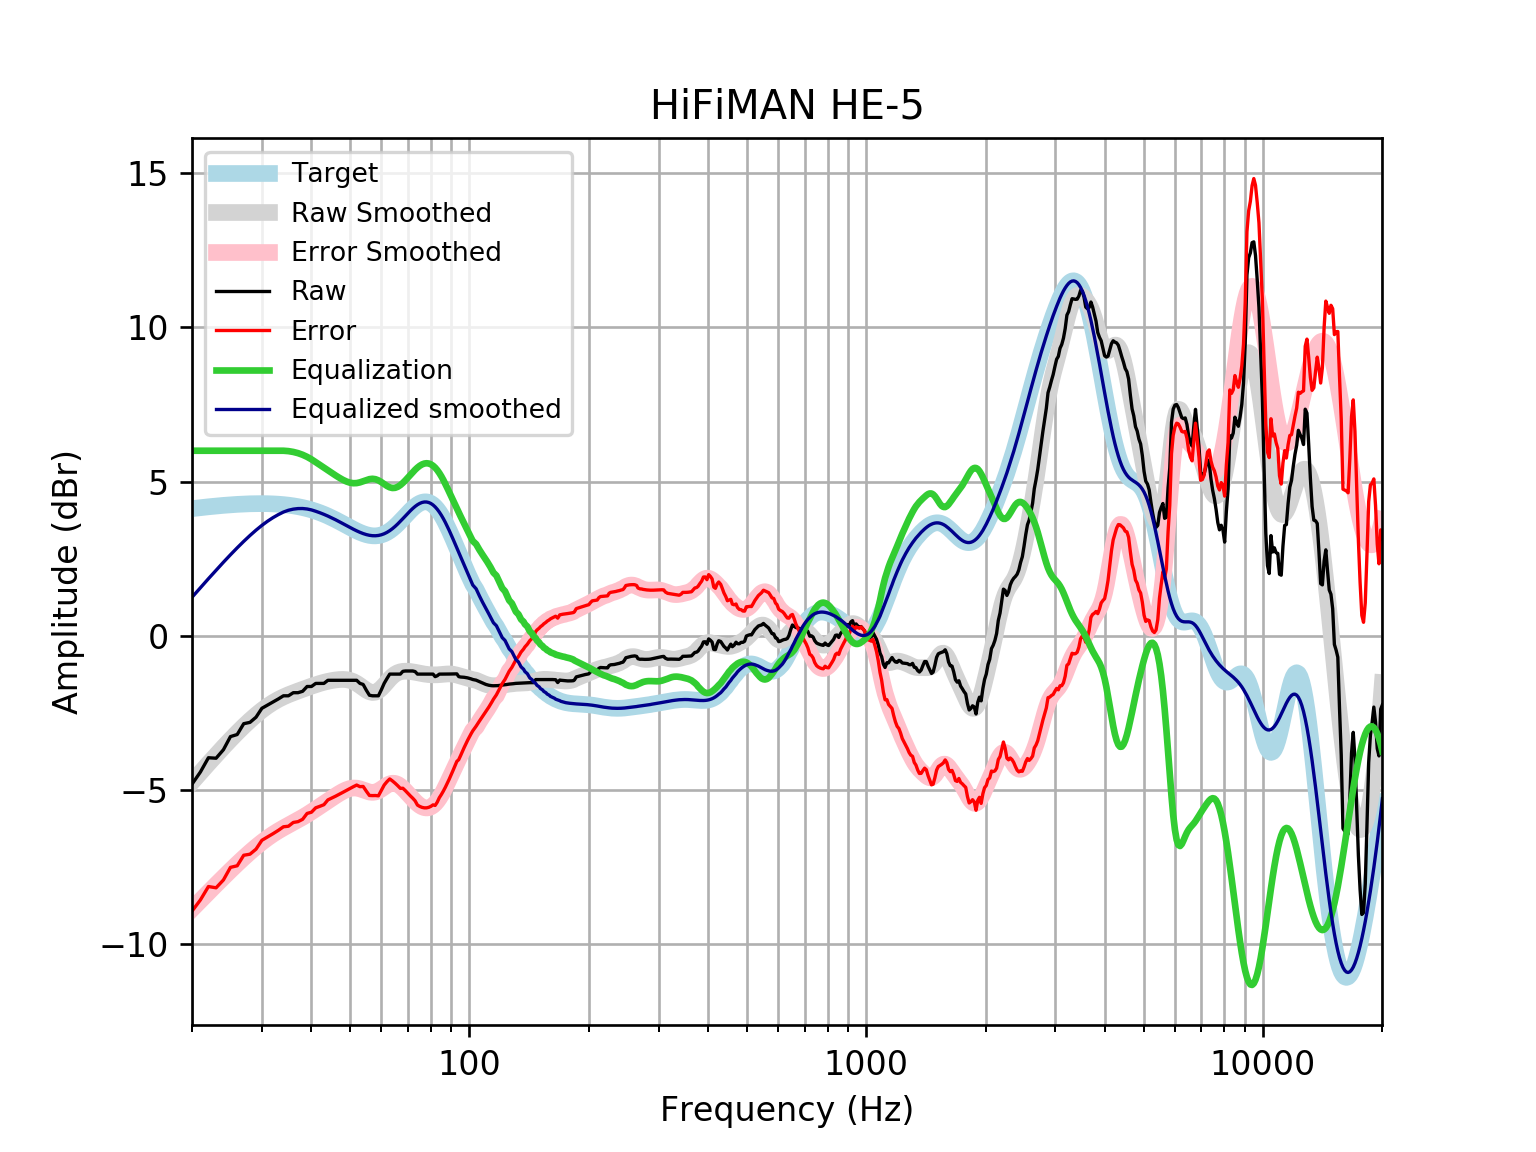 HiFiMAN HE-5
Target
Raw Smoothed
Error Smoothed
Raw
Error
Equalization
Equalized smoothed
15
10
5
0
−5
−10
Amplitude (dBr)
100
1000
10000
Frequency (Hz)